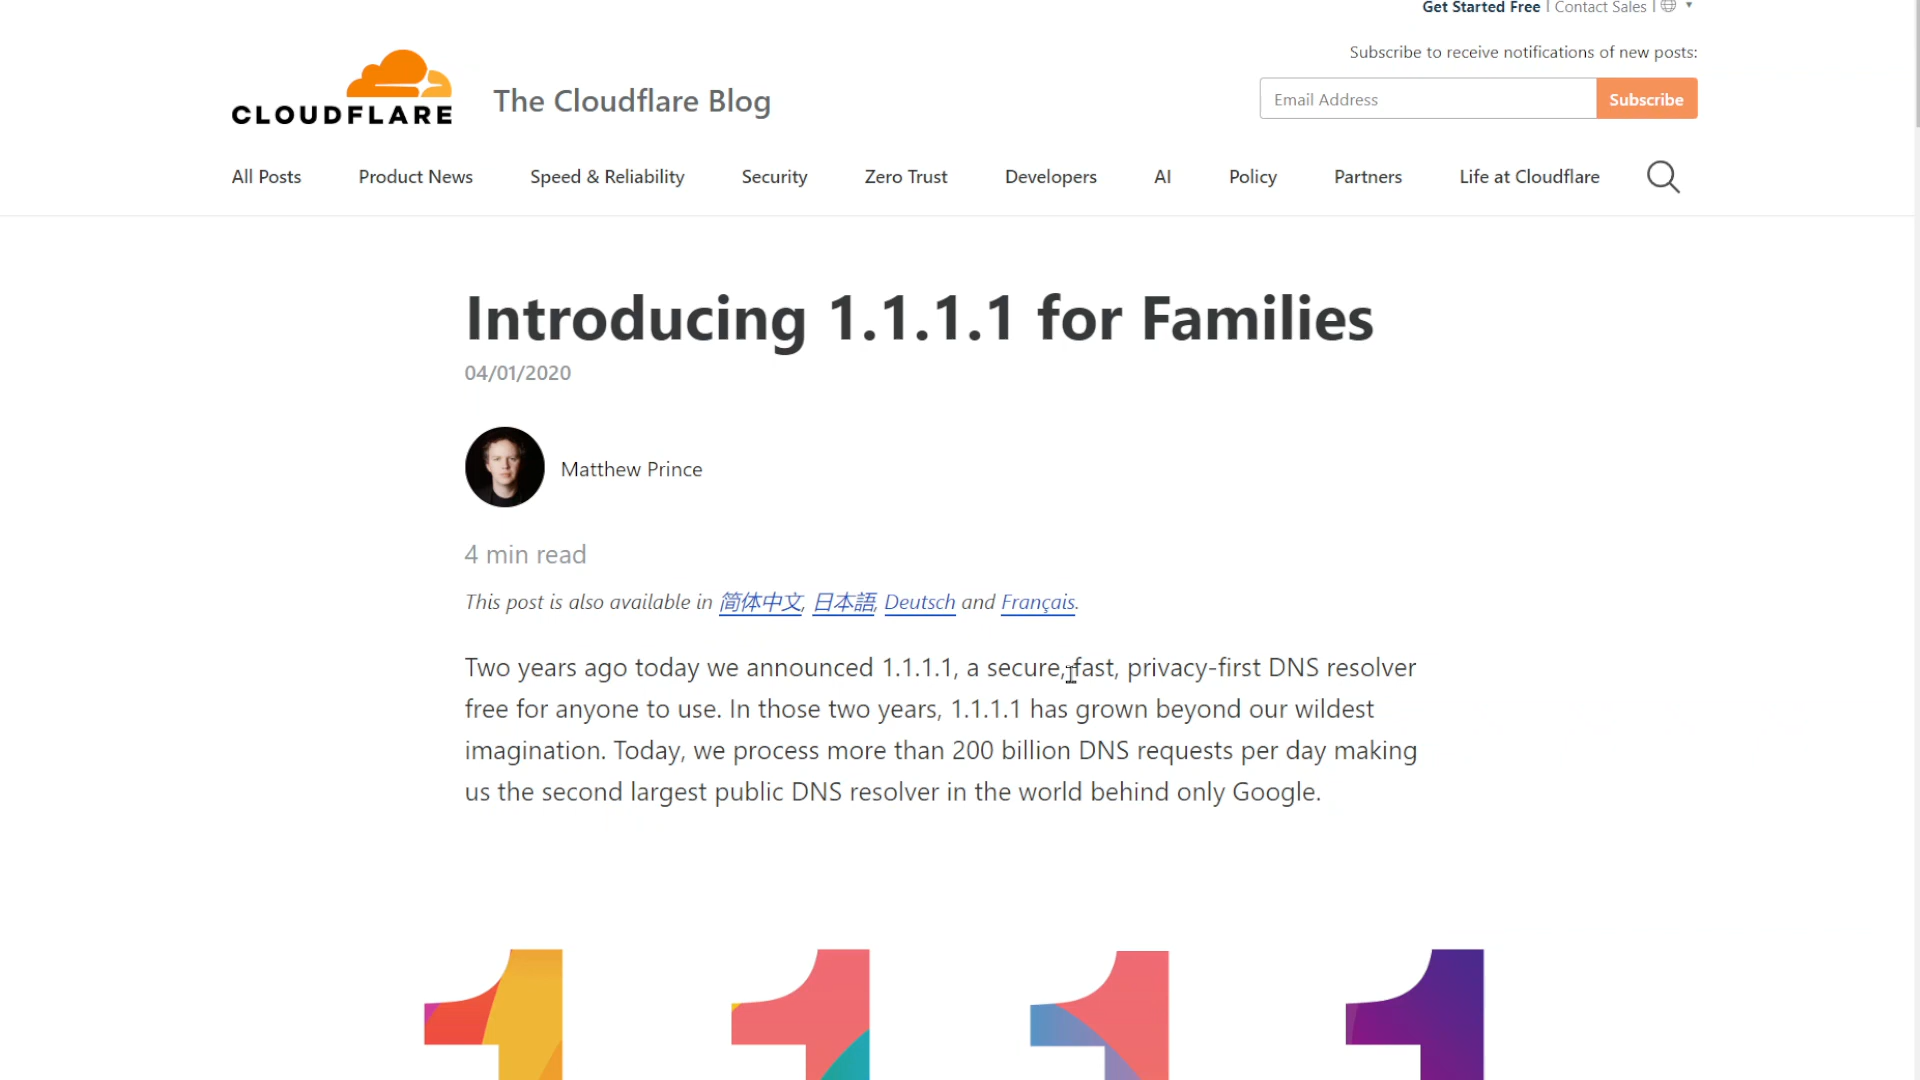 Get Started Free | Contact Sales |
Subscribe to receive notifications of new posts:
CLOUDFLARE
The Cloudflare Blog
Email Address
Subscribe
All Posts Product News Speed & Reliability Security Zero Trust Developers AI Policy Partners Life at Cloudflare
Introducing 1.1.1.1 for Families
04/01/2020
Matthew Prince
4 min read
This post is also available in 简体中文, 日本語, Deutsch and Français.
Two years ago today we announced 1.1.1.1, a secure, fast, privacy-first DNS resolver
free for anyone to use. In those two years, 1.1.1.1 has grown beyond our wildest
imagination. Today, we process more than 200 billion DNS requests per day making
us the second largest public DNS resolver in the world behind only Google.
1 1 1 1